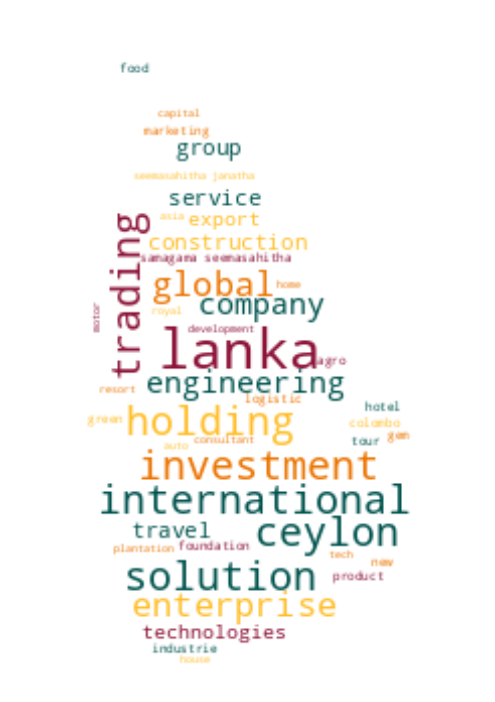 food
capital
marketing
group
seemasahitha janatha
service
asia export
trading
construction
samagama seemasahitha
global home
company
royal
motor
development
lanka agro
engineering
resort
logistic
hotel
green holding colombo
auto consultant tour gem
investment
international
travel ceylon
plantation foundation
tech
new
solution product
enterprise
technologies
industrie
house